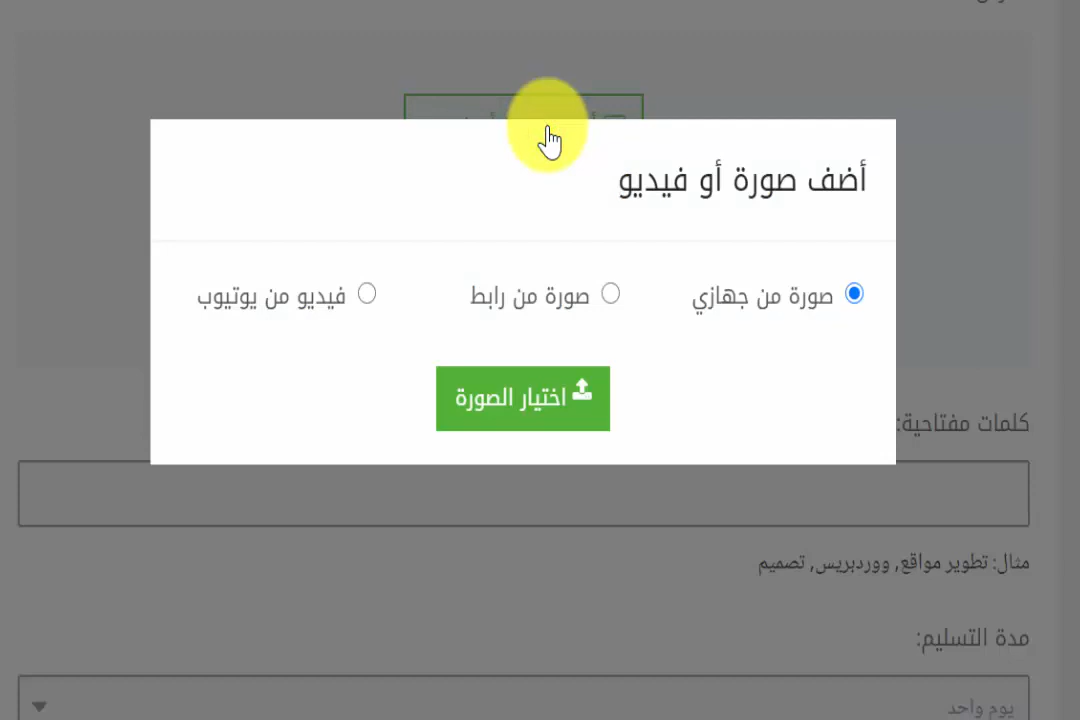 أضف صورة أو فيديو
صورة من جهازي
صورة من رابط
فيديو من يوتيوب
اختيار الصورة
كلمات مفتاحية:
مثال: تطوير مواقع, ووردبريس, تصميم
مدة التسليم:
يوم واحد